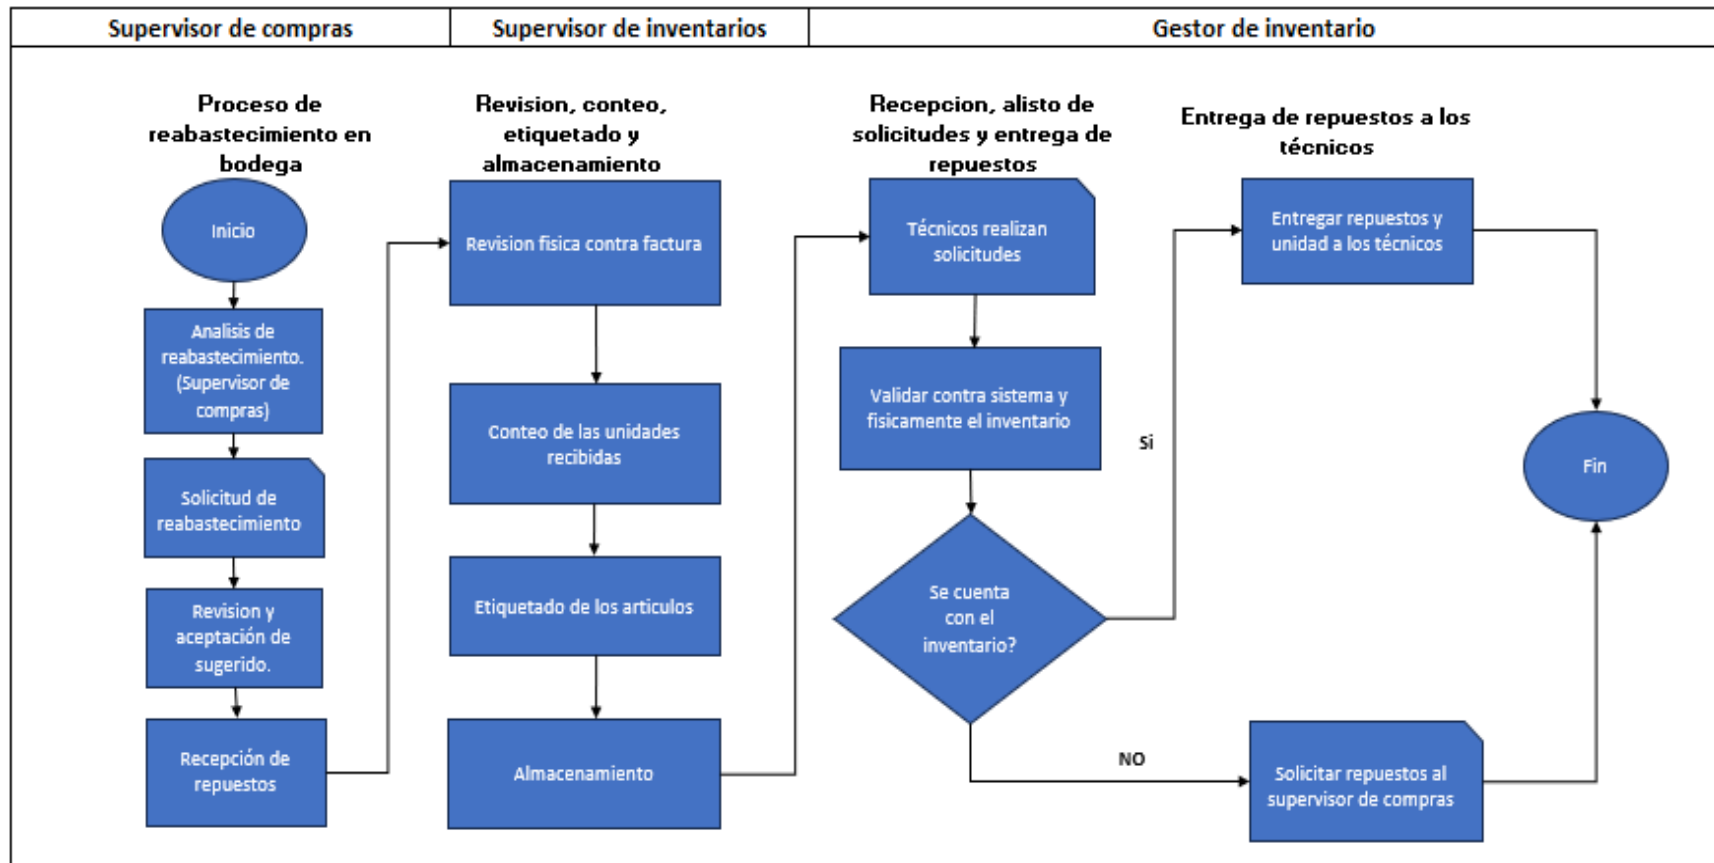 Supervisor de compras
Supervisor de inventarios
Gestor de inventario
Proceso de
reabastecimiento en
bodega
Inicio
Analisis de
reabastecimiento.
(Supervisor de
compras)
Solicitud de
reabastecimiento
Revision y
aceptación de
sugerido.
Recepción de
repuestos
Revision, conteo,
etiquetado y
almacenamiento
Revision fisica contra factura
Conteo de las unidades
recibidas
Etiquetado de los articulos
Almacenamiento
Recepcion, alisto de
solicitudes y entrega de
repuestos
Técnicos realizan
solicitudes
Validar contra sistema y
fisicamente el inventario
Se cuenta
con el
inventario?
Si
NO
Entrega de repuestos a los
técnicos
Entregar repuestos y
unidad a los técnicos
Solicitar repuestos al
supervisor de compras
Fin